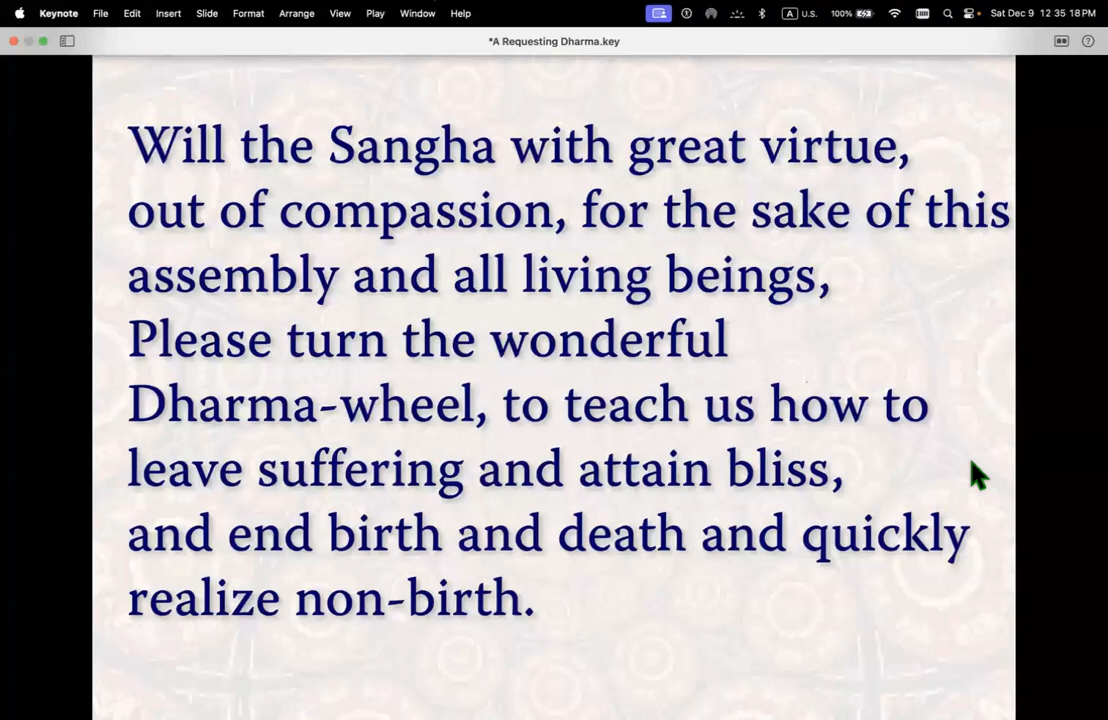 Keynote File Edit Insert Slide Format Arrange View Play Window Help A U.S. 100% Sat Dec 9 12:35:18 PM
*A Requesting Dharma.key
Will the Sangha with great virtue,
out of compassion, for the sake of this
assembly and all living beings,
Please turn the wonderful
Dharma-wheel, to teach us how to
leave suffering and attain bliss,
and end birth and death and quickly
realize non-birth.